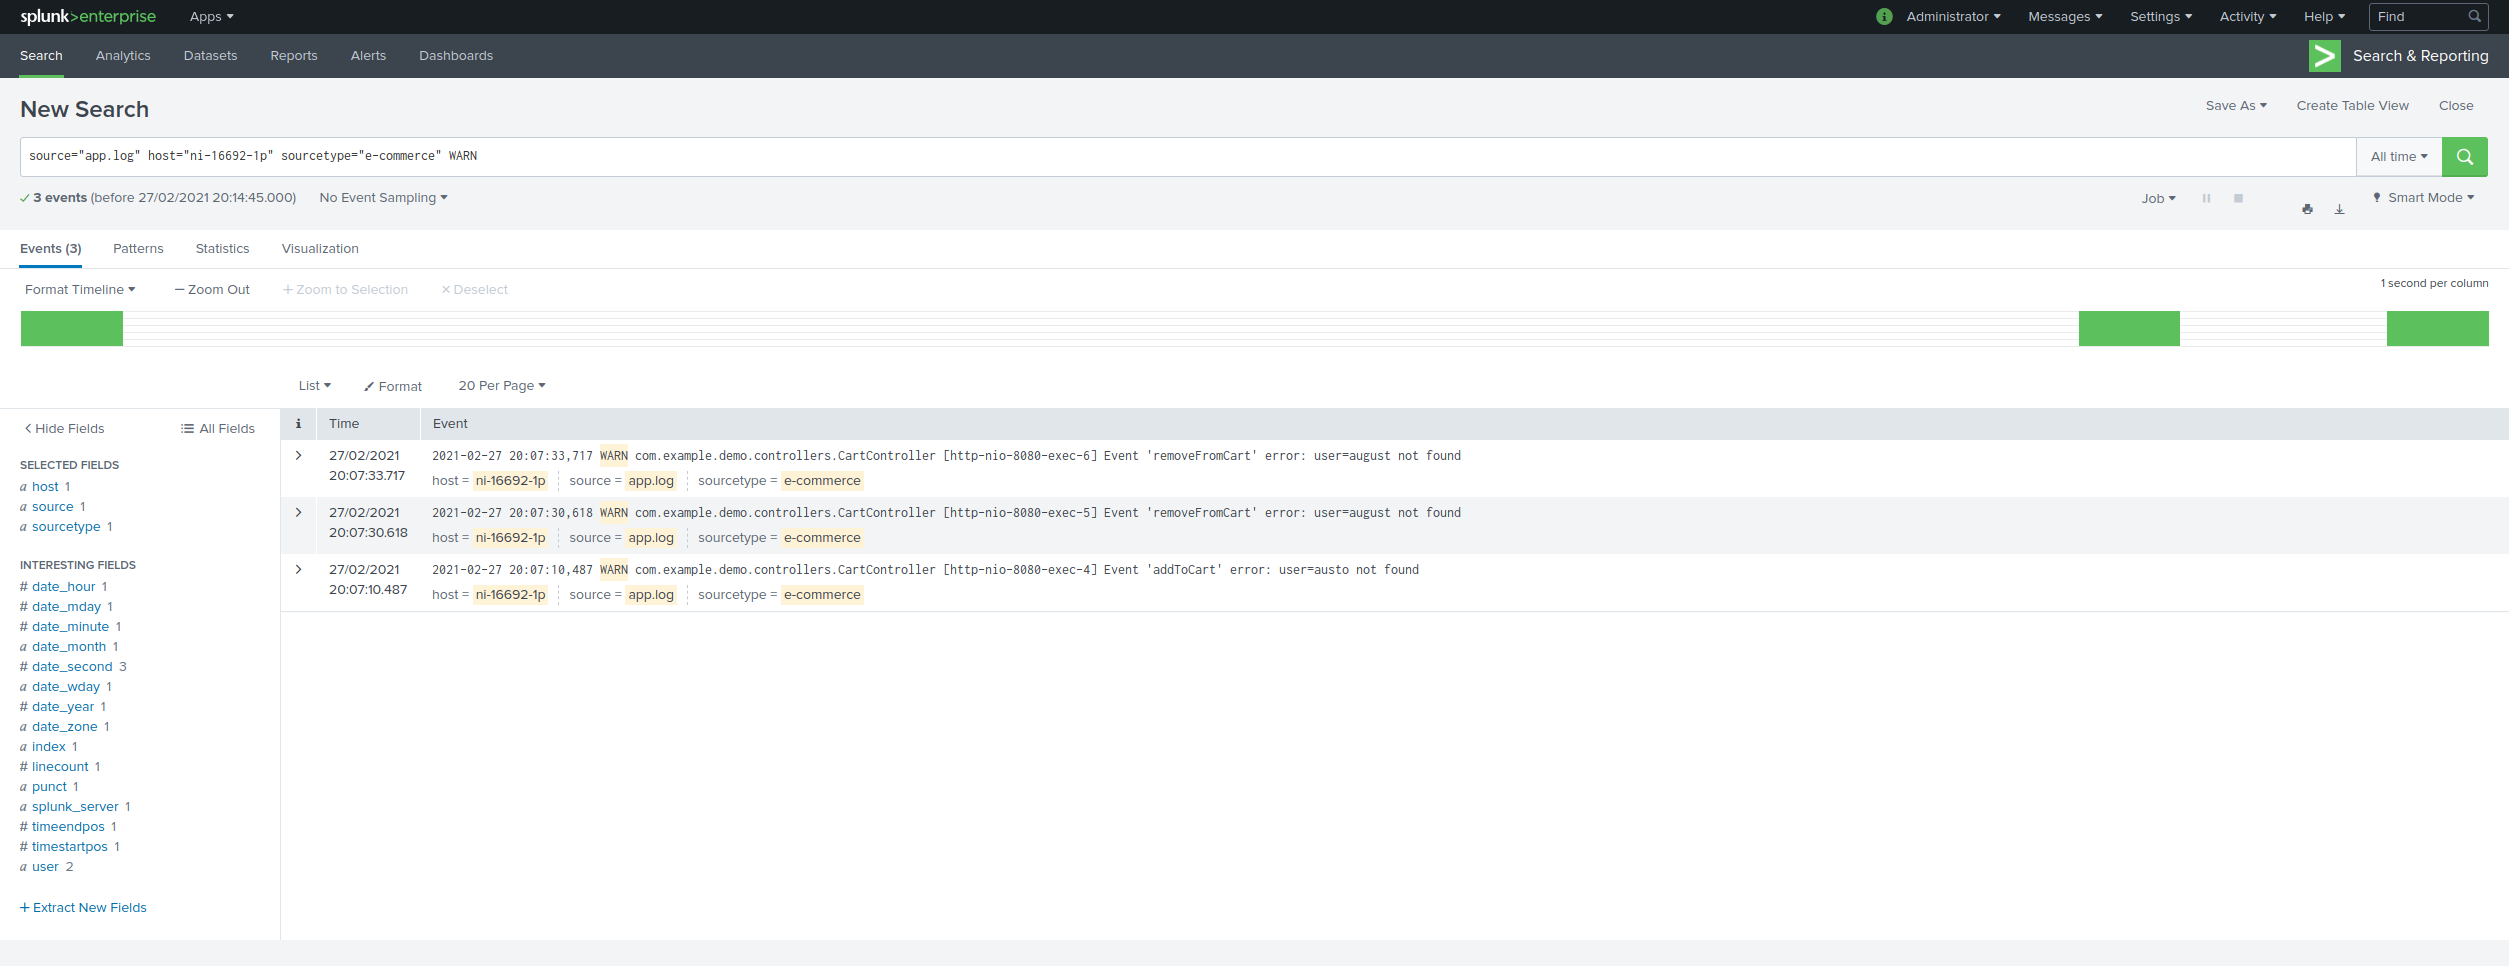 splunk>enterprise Apps Administrator Messages Settings Activity Help Find
Search Analytics Datasets Reports Alerts Dashboards Search & Reporting
New Search Save As Create Table View Close
source="app.log" host="ni-16692-1p" sourcetype="e-commerce" WARN All time
3 events (before 27/02/2021 20:14:45.000) No Event Sampling Job Smart Mode
Events (3) Patterns Statistics Visualization
Format Timeline — Zoom Out + Zoom to Selection × Deselect 1 second per column
List Format 20 Per Page
< Hide Fields All Fields
SELECTED FIELDS
a host 1
a source 1
a sourcetype 1
INTERESTING FIELDS
# date_hour 1
# date_mday 1
# date_minute 1
a date_month 1
# date_second 3
a date_wday 1
# date_year 1
a date_zone 1
a index 1
# linecount 1
a punct 1
a splunk_server 1
# timeendpos 1
# timestartpos 1
a user 2
+ Extract New Fields
i Time Event
> 27/02/2021 2021-02-27 20:07:33,717 WARN com.example.demo.controllers.CartController [http-nio-8080-exec-6] Event 'removeFromCart' error: user=august not found
20:07:33.717 host = ni-16692-1p source = app.log sourcetype = e-commerce
> 27/02/2021 2021-02-27 20:07:30,618 WARN com.example.demo.controllers.CartController [http-nio-8080-exec-5] Event 'removeFromCart' error: user=august not found
20:07:30.618 host = ni-16692-1p source = app.log sourcetype = e-commerce
> 27/02/2021 2021-02-27 20:07:10,487 WARN com.example.demo.controllers.CartController [http-nio-8080-exec-4] Event 'addToCart' error: user=austo not found
20:07:10.487 host = ni-16692-1p source = app.log sourcetype = e-commerce